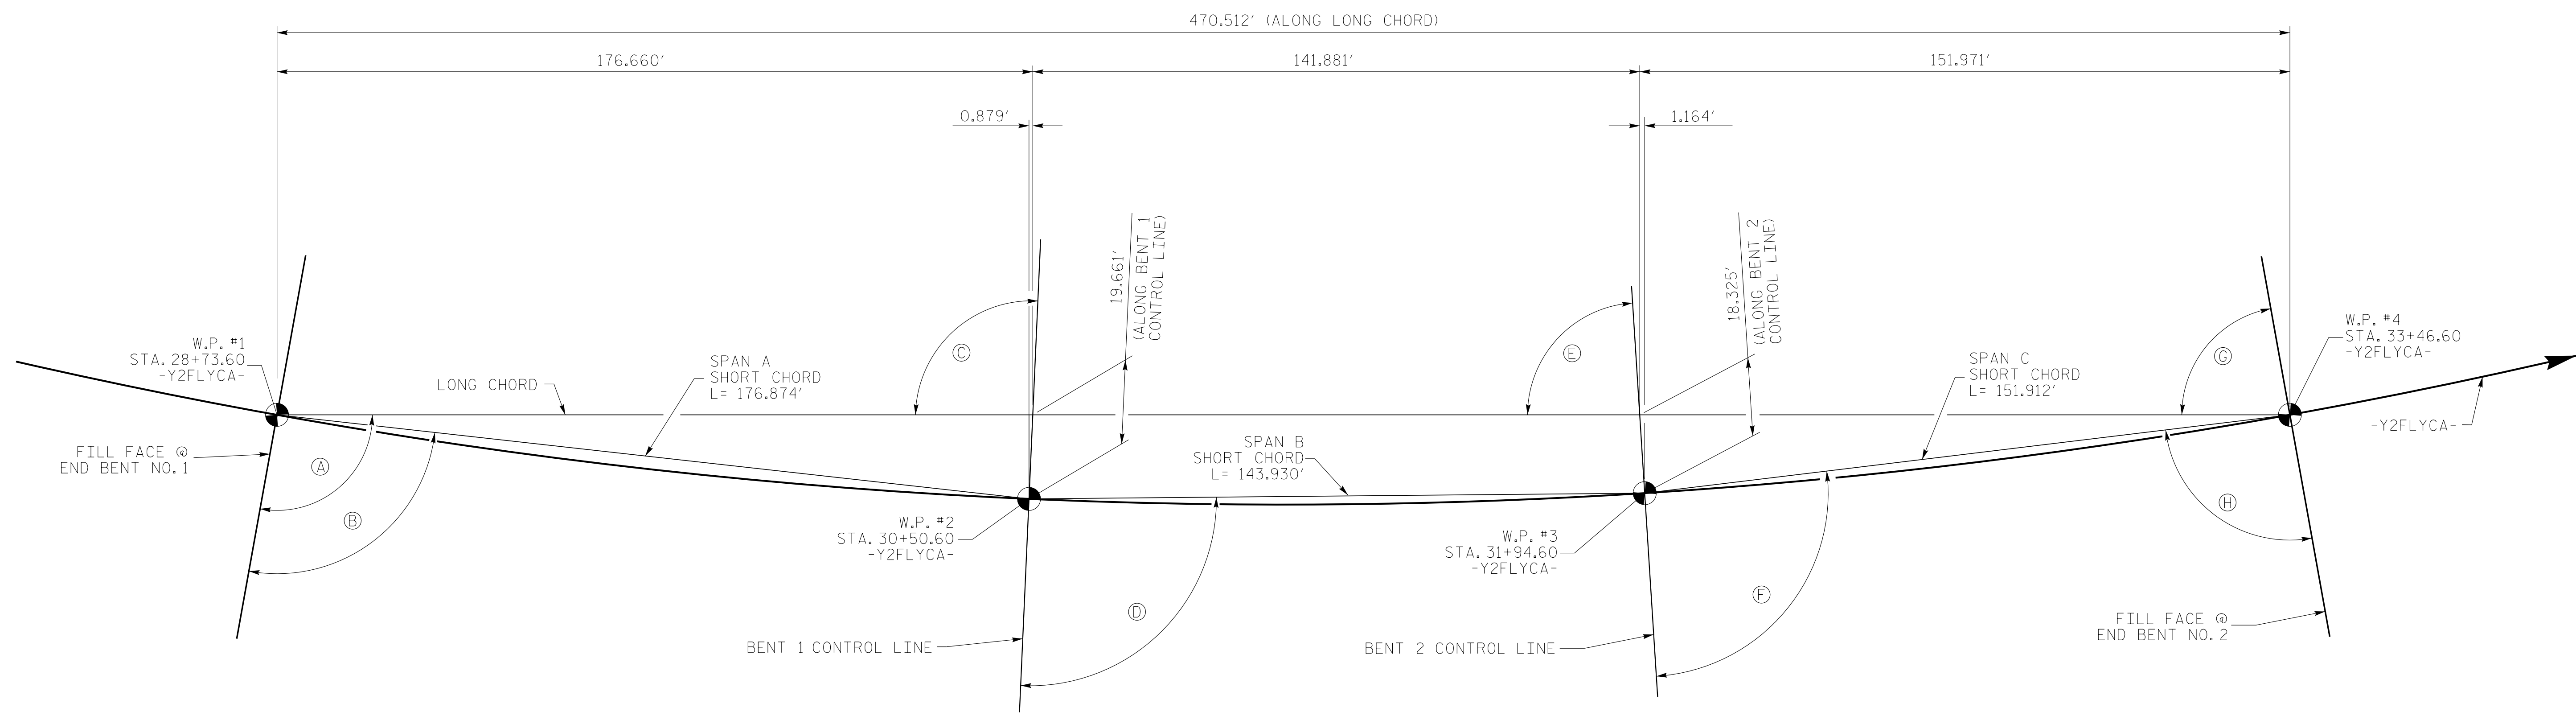 470.512' (ALONG LONG CHORD)
176.660'
141.881'
151.971'
0.879'
1.164'
19.661'
(ALONG BENT 1
CONTROL LINE)
18.325'
(ALONG BENT 2
CONTROL LINE)
W.P. #1
STA. 28+73.60
-Y2FLYCA-
LONG CHORD
SPAN A
SHORT CHORD
L= 176.874'
C
E
SPAN C
SHORT CHORD
L= 151.912'
G
W.P. #4
STA. 33+46.60
-Y2FLYCA-
-Y2FLYCA-
FILL FACE @
END BENT NO. 1
A
B
SPAN B
SHORT CHORD
L= 143.930'
W.P. #2
STA. 30+50.60
-Y2FLYCA-
W.P. #3
STA. 31+94.60
-Y2FLYCA-
H
D
F
BENT 1 CONTROL LINE
BENT 2 CONTROL LINE
FILL FACE @
END BENT NO. 2